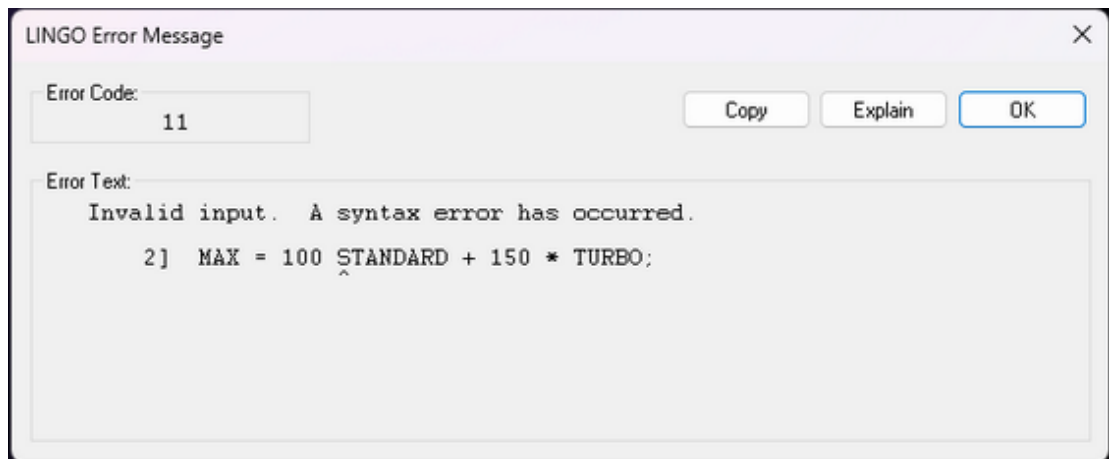 LINGO Error Message
Error Code:
11
Copy Explain OK
Error Text:
Invalid input. A syntax error has occurred.
2] MAX = 100 STANDARD + 150 * TURBO;
^